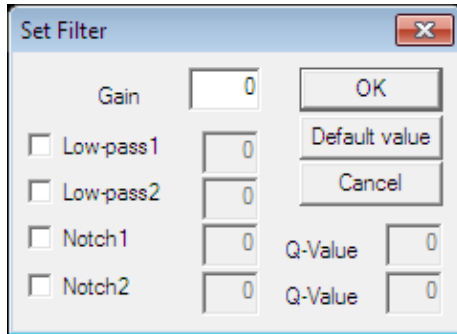 Set Filter
Gain 0 OK
Low-pass1 0 Default value
Low-pass2 0 Cancel
Notch1 0 Q-Value 0
Notch2 0 Q-Value 0